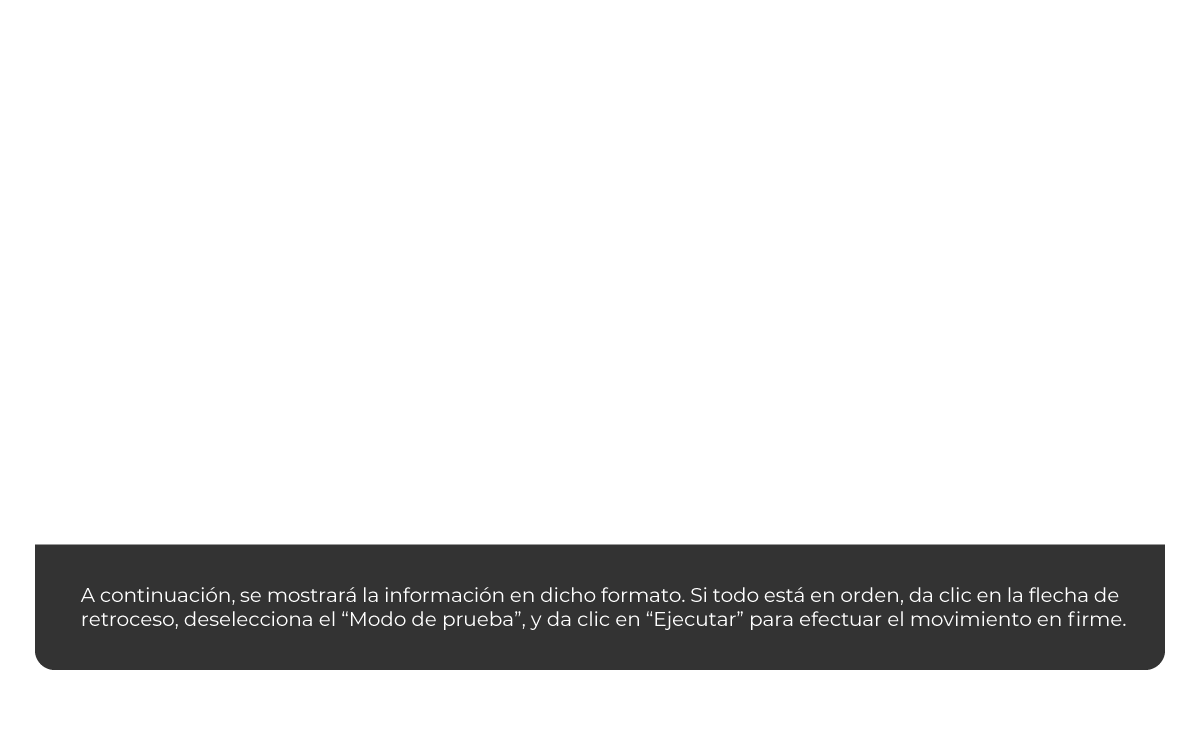 A continuación, se mostrará la información en dicho formato. Si todo está en orden, da clic en la flecha de
retroceso, deselecciona el “Modo de prueba”, y da clic en “Ejecutar” para efectuar el movimiento en firme.